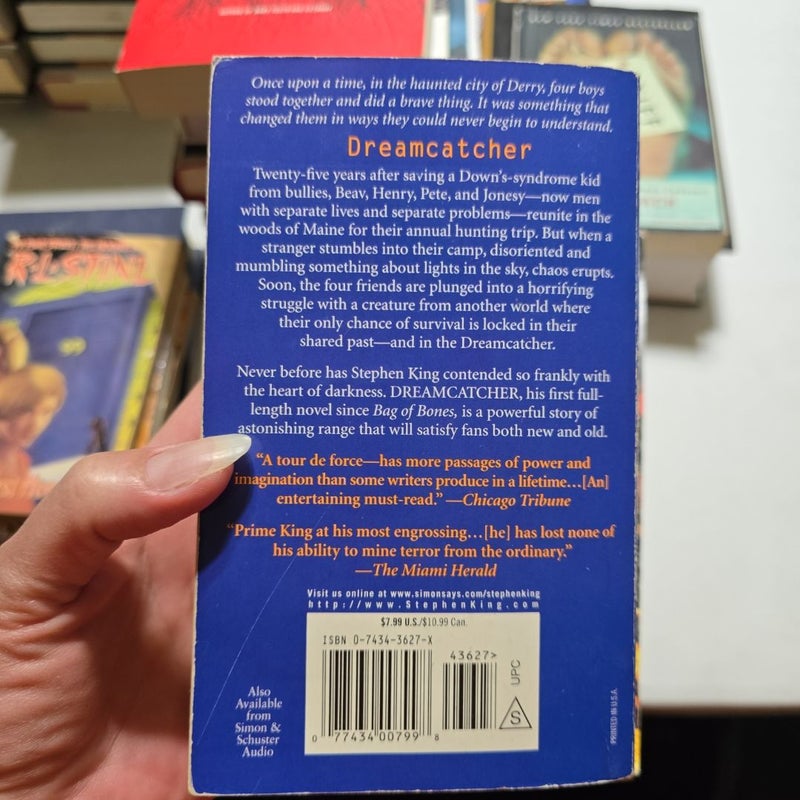 Once upon a time, in the haunted city of Derry, four boys
stood together and did a brave thing. It was something that
changed them in ways they could never begin to understand.
Dreamcatcher
Twenty-five years after saving a Down's-syndrome kid
from bullies, Beav, Henry, Pete, and Jonesy—now men
with separate lives and separate problems—reunite in the
woods of Maine for their annual hunting trip. But when a
stranger stumbles into their camp, disoriented and
mumbling something about lights in the sky, chaos erupts.
Soon, the four friends are plunged into a horrifying
struggle with a creature from another world where
their only chance of survival is locked in their
shared past—and in the Dreamcatcher.
Never before has Stephen King contended so frankly with
the heart of darkness. DREAMCATCHER, his first full-
length novel since Bag of Bones, is a powerful story of
astonishing range that will satisfy fans both new and old.
"A tour de force—has more passages of power and
imagination than some writers produce in a lifetime…[An]
entertaining must-read." —Chicago Tribune
"Prime King at his most engrossing…[he] has lost none of
his ability to mine terror from the ordinary."
—The Miami Herald
Visit us online at www.simonsays.com/stephenking
http://www.StephenKing.com
$7.99 U.S./$10.99 Can.
ISBN 0-7434-3627-X
43627>
UPC
S
0 77434 00799 8
Also
Available
from
Simon &
Schuster
Audio
PRINTED IN U.S.A.
R.L. STINE